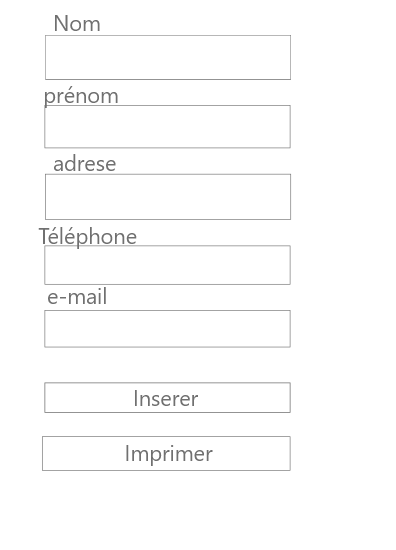 Nom
prénom
adrese
Téléphone
e-mail
Inserer
Imprimer